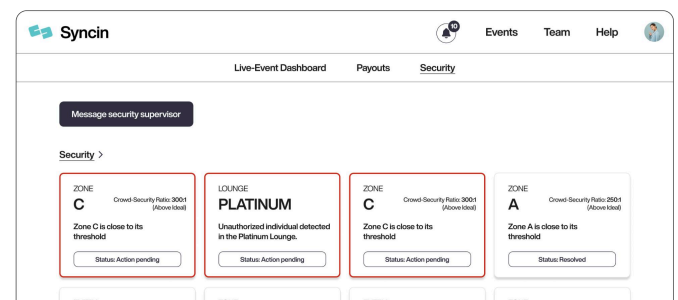 Syncin
10
Events Team Help
Live-Event Dashboard Payouts Security
Message security supervisor
Security >
ZONE
C
Crowd-Security Ratio: 300:1
(Above Ideal)
Zone C is close to its
threshold
Status: Action pending
LOUNGE
PLATINUM
Unauthorized individual detected
in the Platinum Lounge.
Status: Action pending
ZONE
C
Crowd-Security Ratio: 300:1
(Above Ideal)
Zone C is close to its
threshold
Status: Action pending
ZONE
A
Crowd-Security Ratio: 250:1
(Above Ideal)
Zone A is close to its
threshold
Status: Resolved